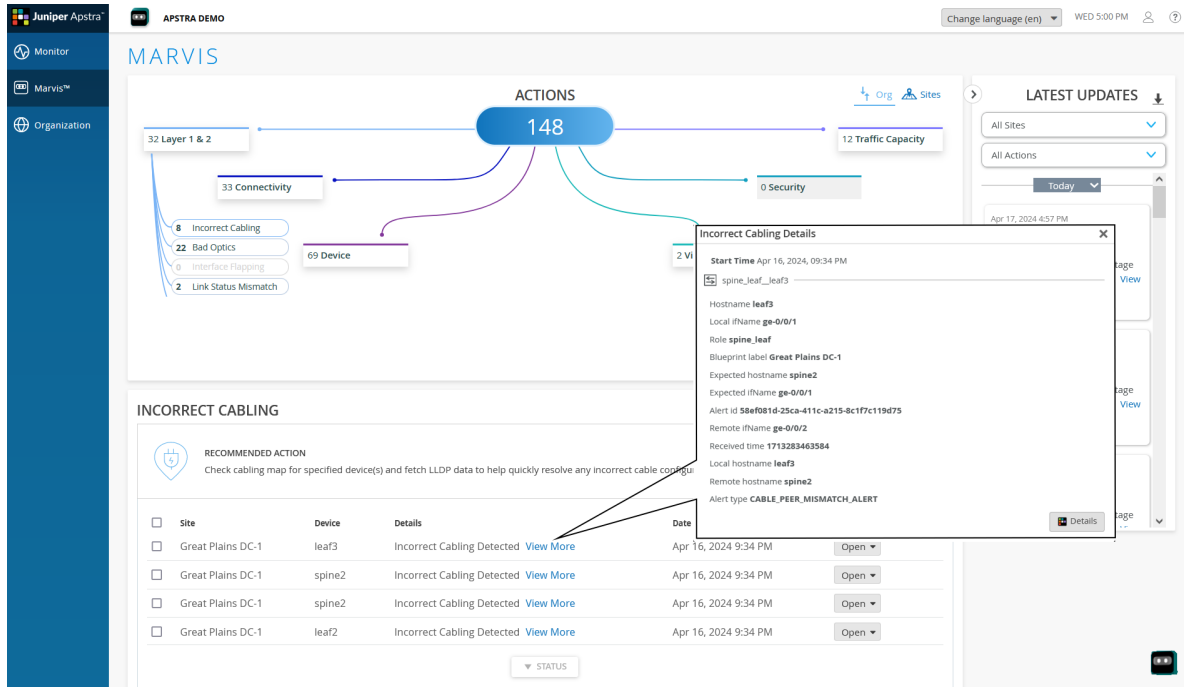 Juniper Apstra™
APSTRA DEMO
Change language (en)
WED 5:00 PM
Monitor
Marvis™
Organization
MARVIS
ACTIONS
Org
Sites
148
32 Layer 1 & 2
12 Traffic Capacity
33 Connectivity
0 Security
8 Incorrect Cabling
22 Bad Optics
0 Interface Flapping
2 Link Status Mismatch
69 Device
2 Vi
LATEST UPDATES
All Sites
All Actions
Today
Apr 17, 2024 4:57 PM
tage
View
tage
View
tage
Incorrect Cabling Details
Start Time Apr 16, 2024, 09:34 PM
spine_leaf__leaf3
Hostname leaf3
Local ifName ge-0/0/1
Role spine_leaf
Blueprint label Great Plains DC-1
Expected hostname spine2
Expected ifName ge-0/0/1
Alert id 58ef081d-25ca-411c-a215-8c1f7c119d75
Remote ifName ge-0/0/2
Received time 1713283463584
Local hostname leaf3
Remote hostname spine2
Alert type CABLE_PEER_MISMATCH_ALERT
Details
INCORRECT CABLING
RECOMMENDED ACTION
Check cabling map for specified device(s) and fetch LLDP data to help quickly resolve any incorrect cable configu
Site Device Details Date
Great Plains DC-1 leaf3 Incorrect Cabling Detected View More Apr 16, 2024 9:34 PM Open
Great Plains DC-1 spine2 Incorrect Cabling Detected View More Apr 16, 2024 9:34 PM Open
Great Plains DC-1 spine2 Incorrect Cabling Detected View More Apr 16, 2024 9:34 PM Open
Great Plains DC-1 leaf2 Incorrect Cabling Detected View More Apr 16, 2024 9:34 PM Open
STATUS